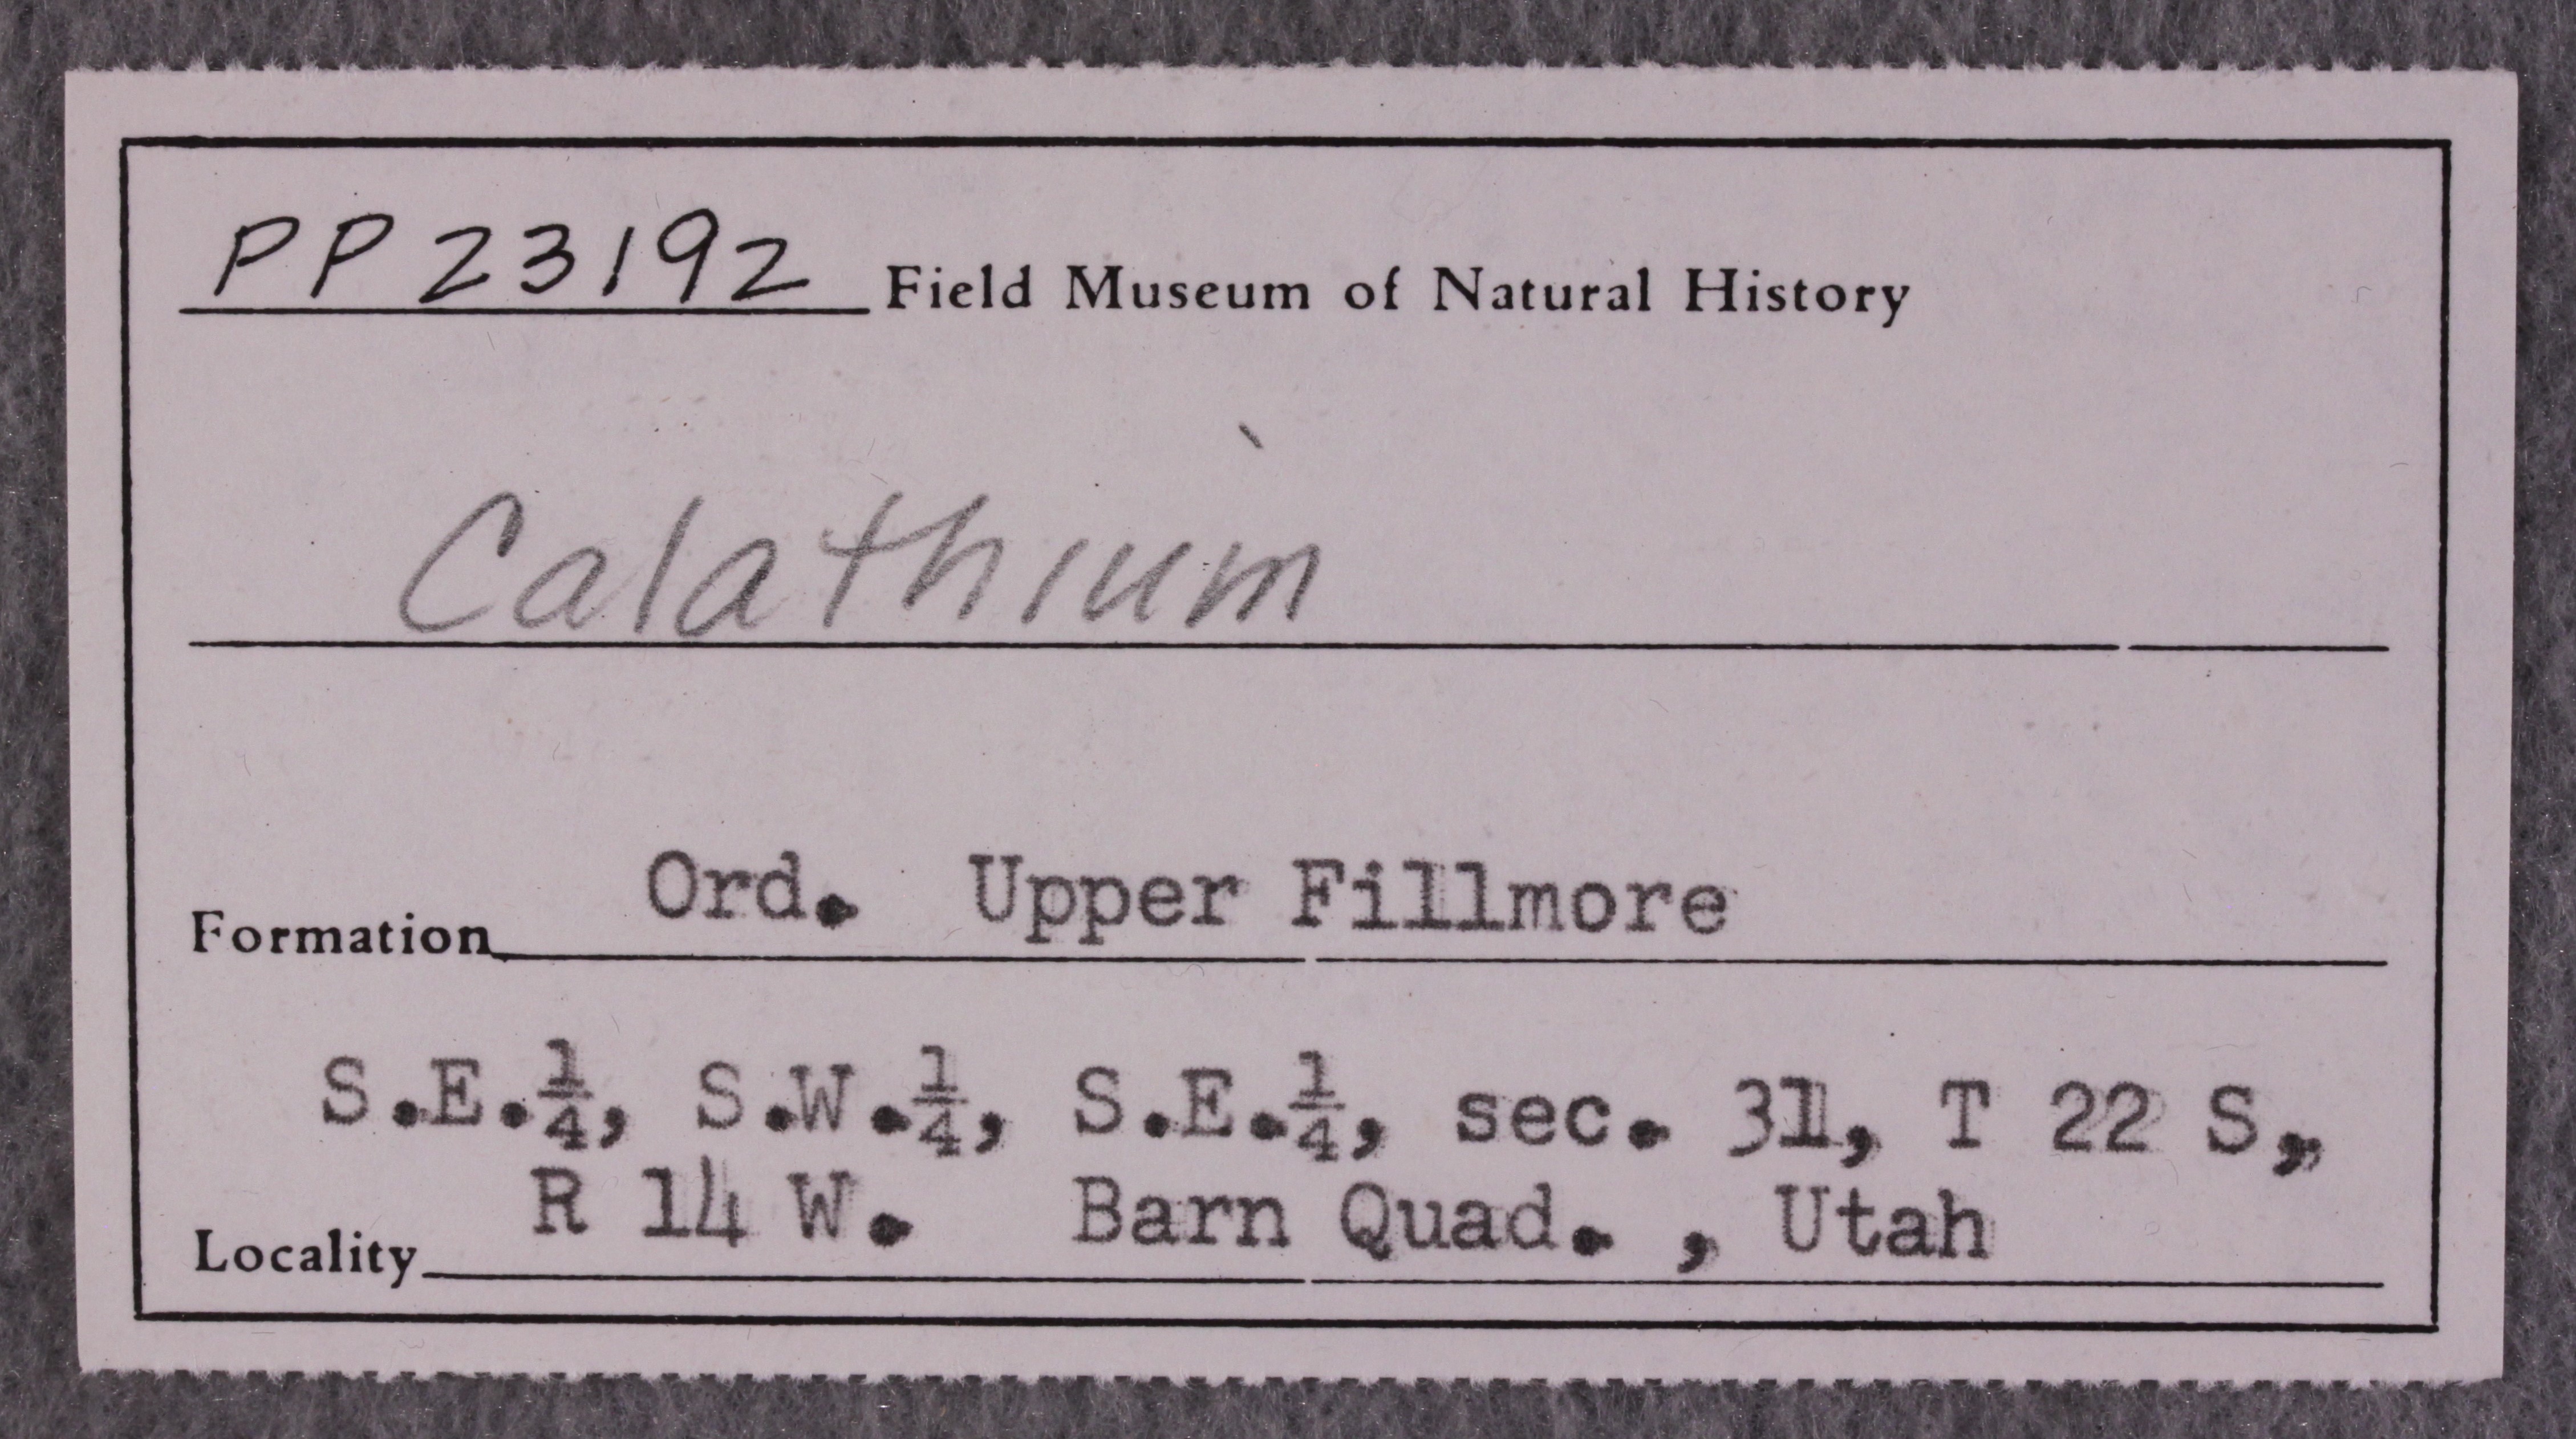 PP 23192 Field Museum of Natural History
Calathium
Formation Ord. Upper Fillmore
S.E.¼, S.W.¼, S.E.¼, sec. 31, T 22 S,
Locality R 14 W. Barn Quad. , Utah